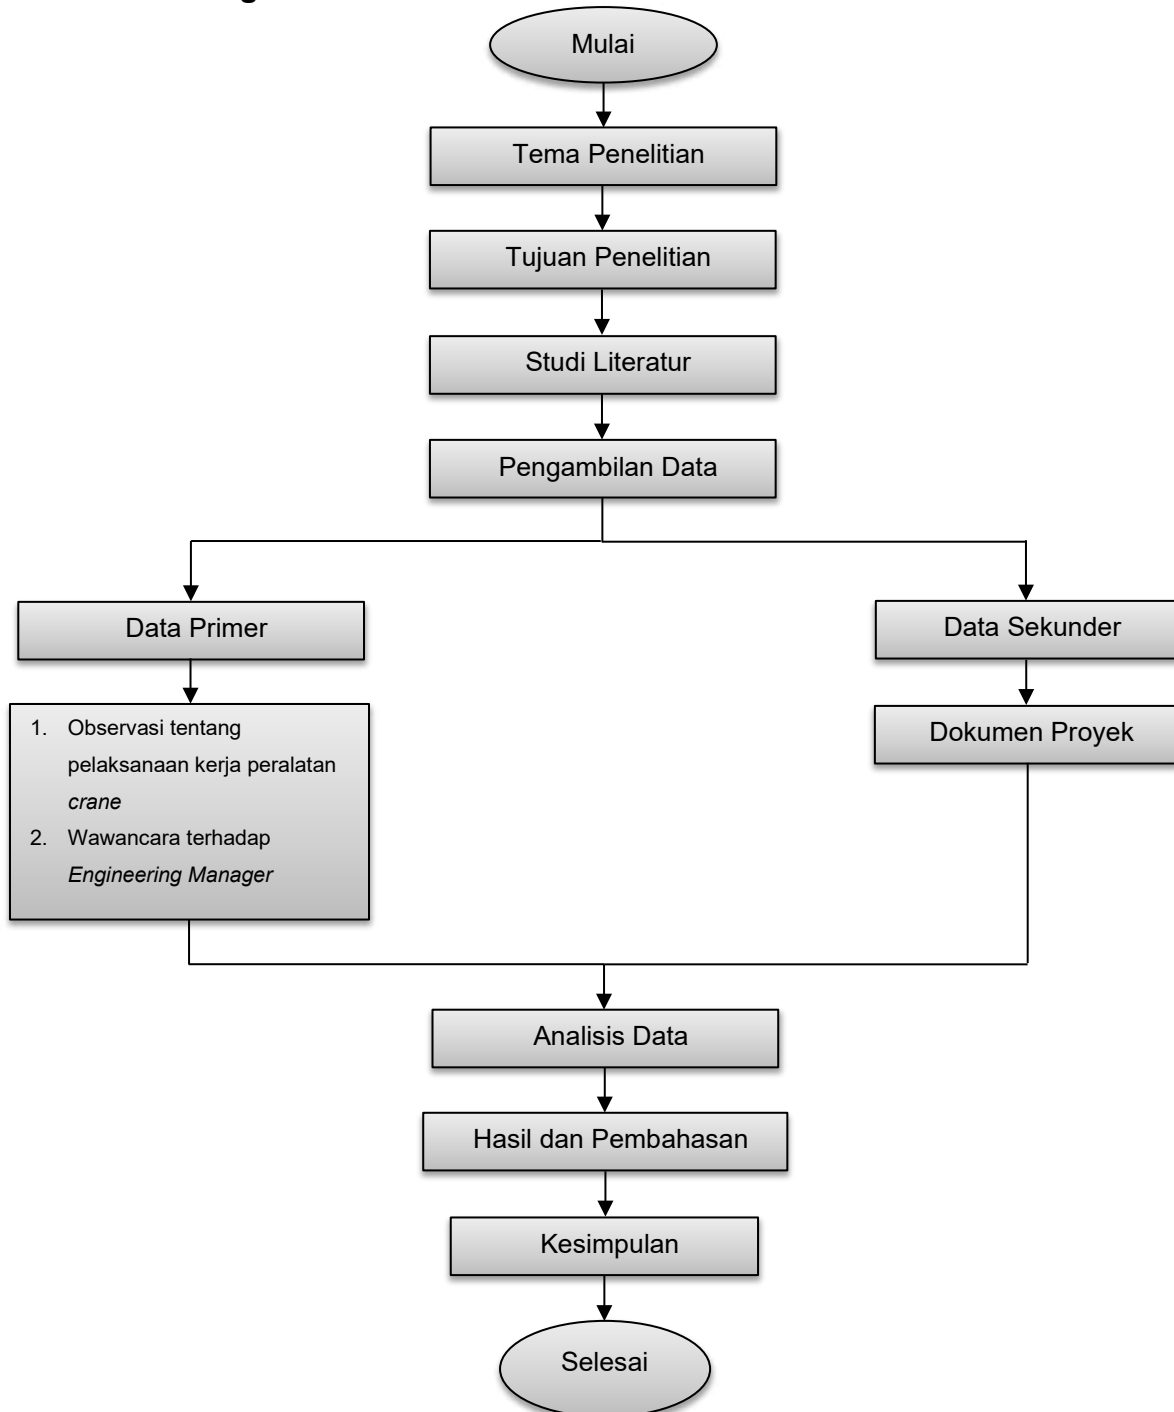 Mulai
Tema Penelitian
Tujuan Penelitian
Studi Literatur
Pengambilan Data
Data Primer
Data Sekunder
1. Observasi tentang
pelaksanaan kerja peralatan
crane
2. Wawancara terhadap
Engineering Manager
Dokumen Proyek
Analisis Data
Hasil dan Pembahasan
Kesimpulan
Selesai